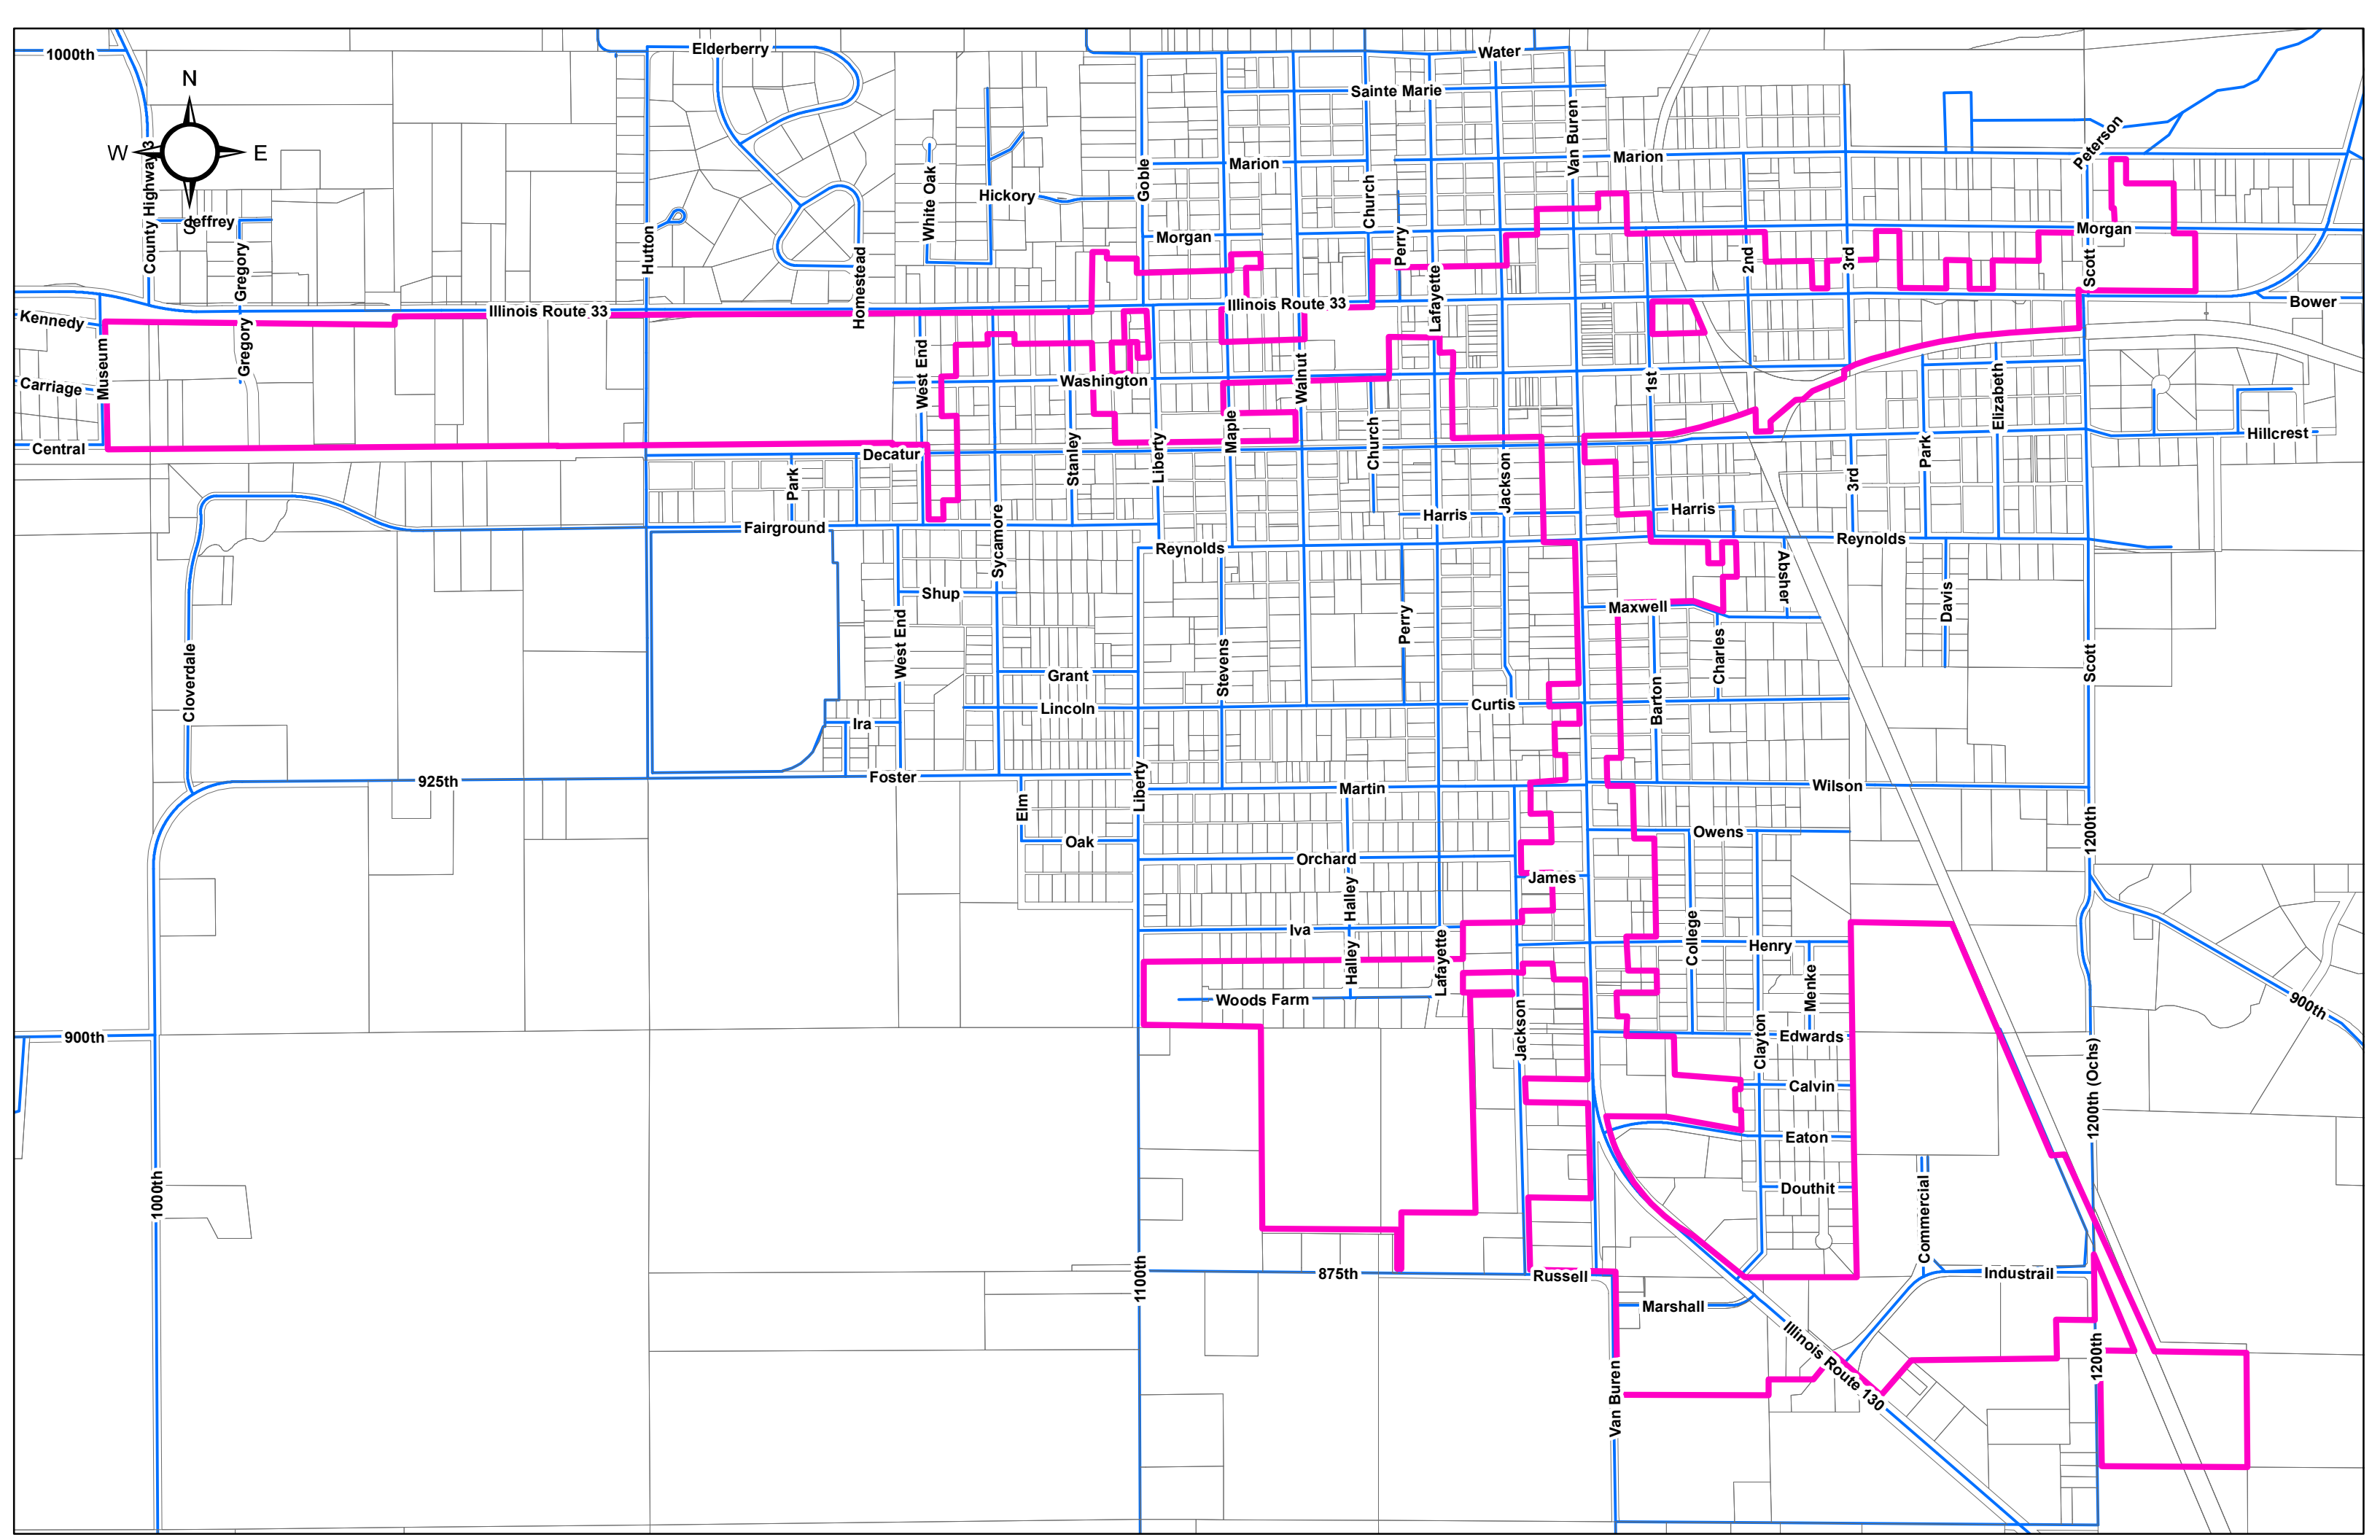 Elderberry
Water
1000th
N
Sainte Marie
Van Buren
Peterson
W
E
County Highway 3
S
Jeffrey
White Oak
Hickory
Goble
Marion
Church
Marion
Hutton
Homestead
Morgan
Perry
2nd
3rd
Morgan
Scott
Gregory
Lafayette
Illinois Route 33
Illinois Route 33
Bower
Kennedy
Gregory
Museum
Carriage
West End
Washington
Walnut
1st
Elizabeth
Central
Decatur
Park
Stanley
Liberty
Maple
Church
Jackson
3rd
Park
Hillcrest
Fairground
Sycamore
Harris
Harris
Reynolds
Reynolds
Absher
Shup
Maxwell
Davis
Cloverdale
West End
Grant
Stevens
Perry
Charles
Scott
Lincoln
Curtis
Barton
Ira
925th
Foster
Liberty
Martin
Wilson
Elm
Oak
Orchard
Owens
1200th
Halley
James
Iva
College
Henry
Halley
Lafayette
Menke
Woods Farm
900th
900th
Jackson
Clayton
Edwards
1200th (Ochs)
Calvin
Eaton
1000th
Douthit
Commercial
1100th
875th
Russell
Industrail
Marshall
Illinois Route 130
Van Buren
1200th